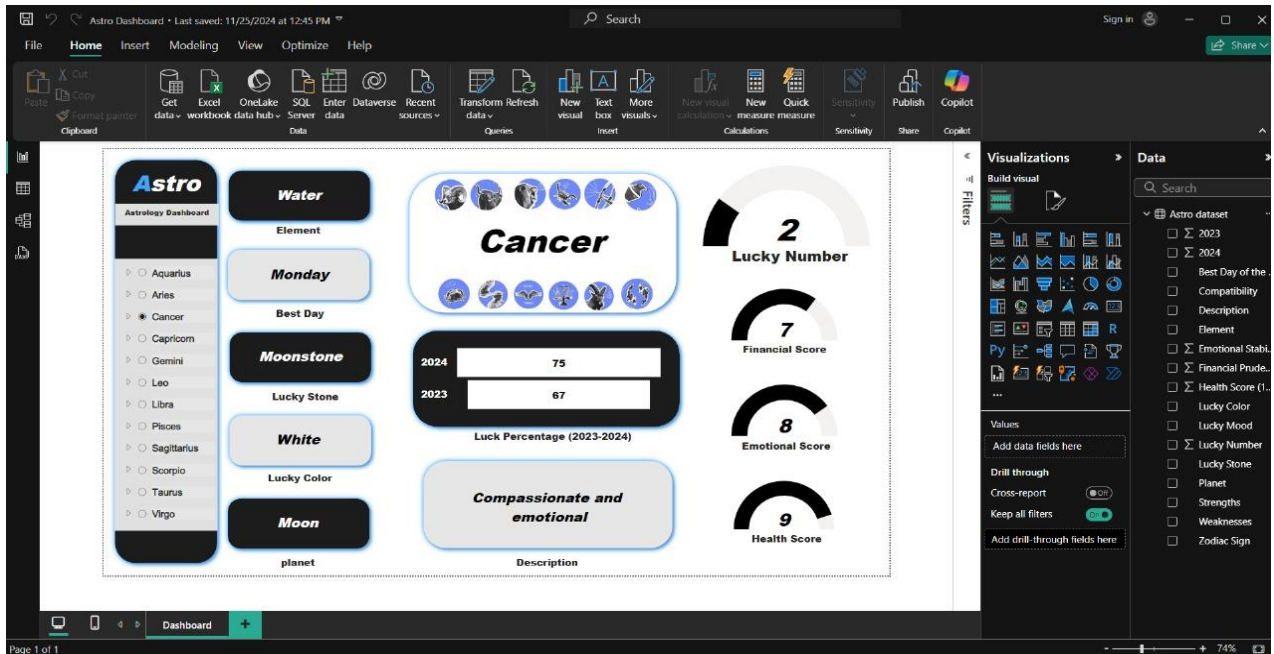 Astro Dashboard • Last saved: 11/25/2024 at 12:45 PM
Search
Sign in
File Home Insert Modeling View Optimize Help
Share
Paste
Cut
Copy
Format painter
Clipboard
Get data
Excel workbook
OneLake data hub
SQL Server
Enter data
Dataverse
Recent sources
Data
Transform data
Refresh
Queries
New visual
Text box
More visuals
Insert
New visual calculation
New measure
Quick measure
Calculations
Sensitivity
Sensitivity
Publish
Share
Copilot
Copilot
Astro
Astrology Dashboard
Aquarius
Aries
Cancer
Capricorn
Gemini
Leo
Libra
Pisces
Sagittarius
Scorpio
Taurus
Virgo
Water
Element
Monday
Best Day
Moonstone
Lucky Stone
White
Lucky Color
Moon
planet
Cancer
2024 75
2023 67
Luck Percentage (2023-2024)
Compassionate and
emotional
Description
2
Lucky Number
7
Financial Score
8
Emotional Score
9
Health Score
Filters
Visualizations
Build visual
R
Py
123
...
Values
Add data fields here
Drill through
Cross-report Off
Keep all filters On
Add drill-through fields here
Data
Search
Astro dataset
Σ 2023
Σ 2024
Best Day of the ..
Compatibility
Description
Element
Σ Emotional Stabi..
Σ Financial Prude..
Σ Health Score (1..
Lucky Color
Lucky Mood
Σ Lucky Number
Lucky Stone
Planet
Strengths
Weaknesses
Zodiac Sign
Dashboard
Page 1 of 1
74%